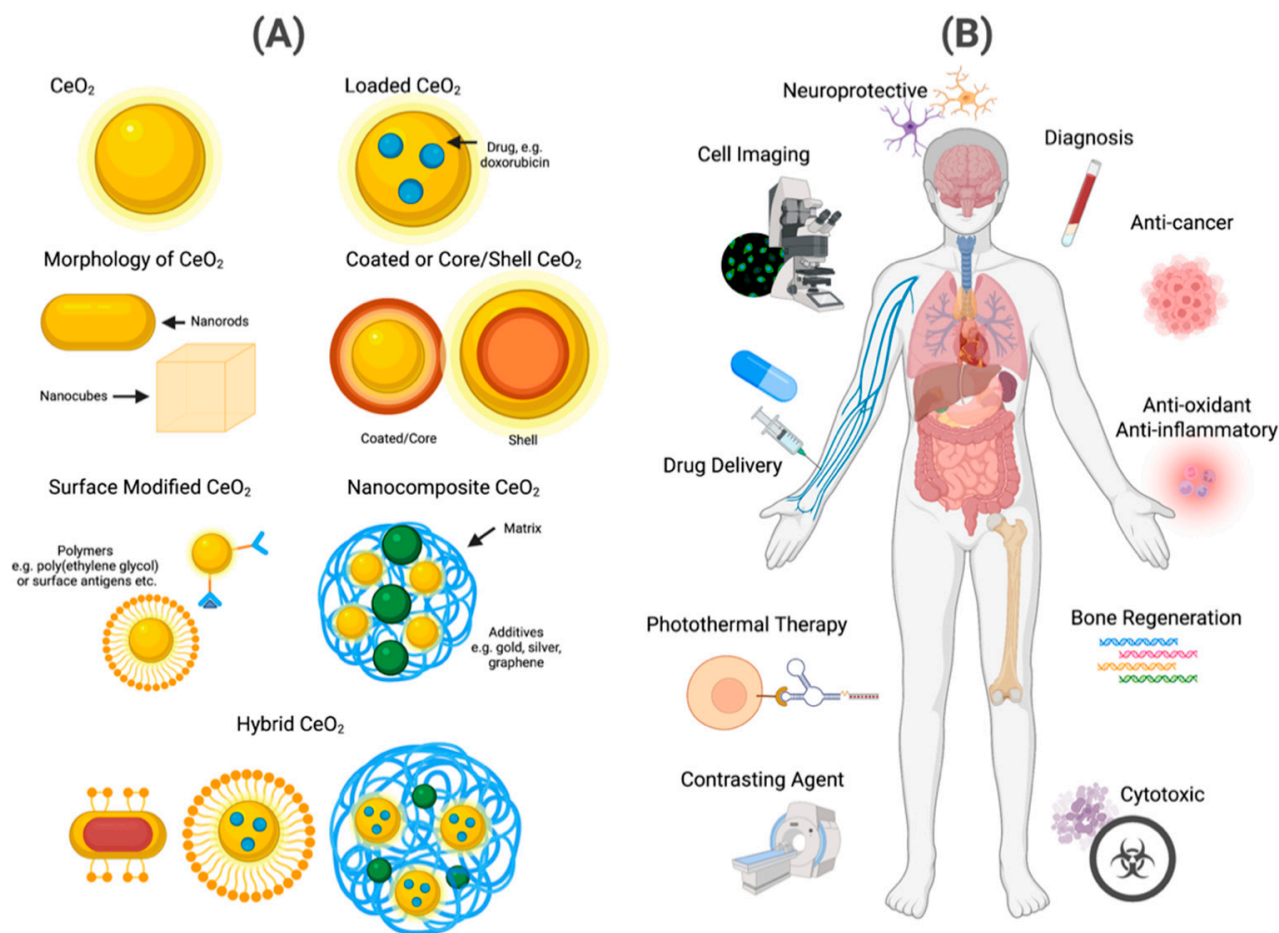 (A)
CeO₂
Loaded CeO₂
Drug, e.g.
doxorubicin
Morphology of CeO₂
Nanorods
Nanocubes
Coated or Core/Shell CeO₂
Coated/Core
Shell
Surface Modified CeO₂
Polymers
e.g. poly(ethylene glycol)
or surface antigens etc.
Nanocomposite CeO₂
Matrix
Additives
e.g. gold, silver,
graphene
Hybrid CeO₂
(B)
Neuroprotective
Diagnosis
Cell Imaging
Anti-cancer
Drug Delivery
Anti-oxidant
Anti-inflammatory
Photothermal Therapy
Bone Regeneration
Contrasting Agent
Cytotoxic